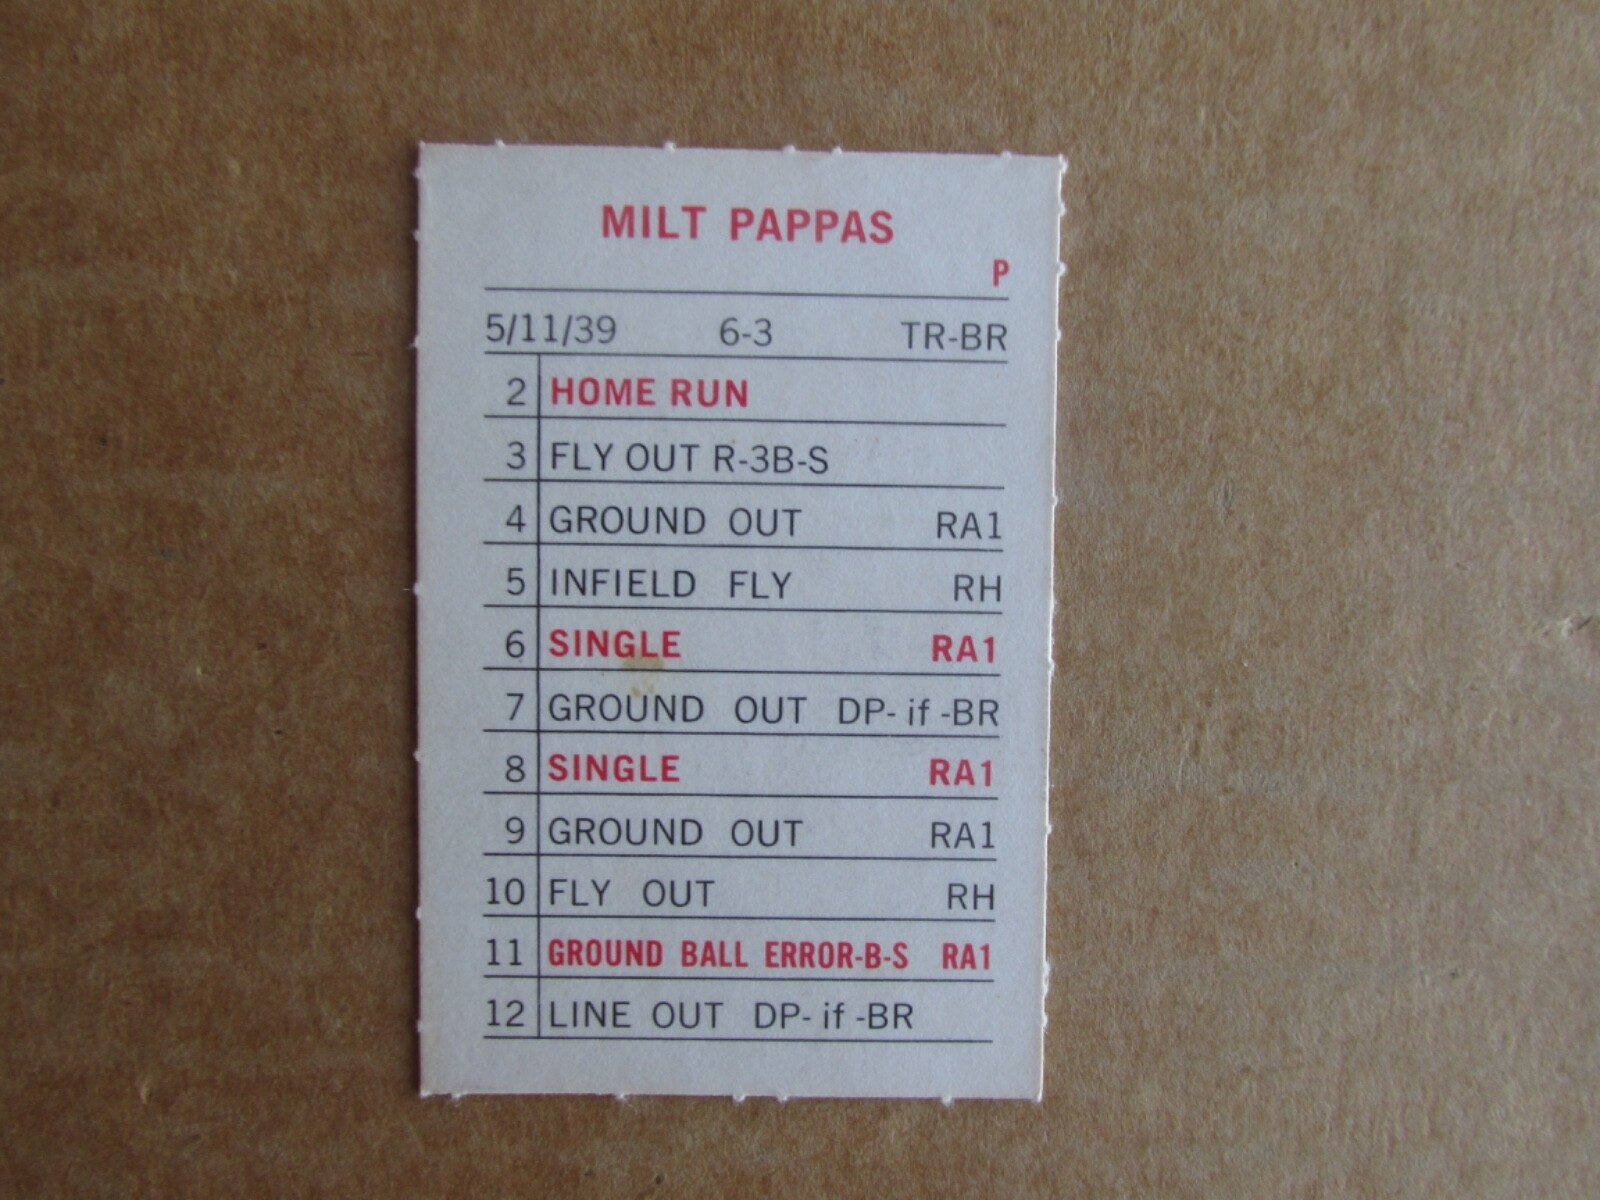 MILT PAPPAS
P
5/11/39 6-3 TR-BR
2 HOME RUN
3 FLY OUT R-3B-S
4 GROUND OUT RA1
5 INFIELD FLY RH
6 SINGLE RA1
7 GROUND OUT DP- if -BR
8 SINGLE RA1
9 GROUND OUT RA1
10 FLY OUT RH
11 GROUND BALL ERROR-B-S RA1
12 LINE OUT DP- if -BR